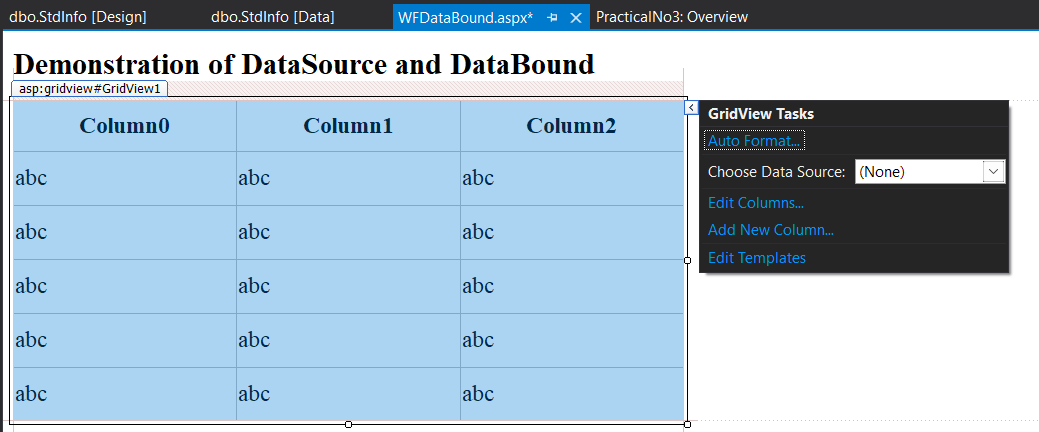 dbo.StdInfo [Design] dbo.StdInfo [Data] WFDataBound.aspx* PracticalNo3: Overview
Demonstration of DataSource and DataBound
asp:gridview#GridView1
Column0 Column1 Column2
abc abc abc
abc abc abc
abc abc abc
abc abc abc
abc abc abc
GridView Tasks
Auto Format...
Choose Data Source: (None)
Edit Columns...
Add New Column...
Edit Templates